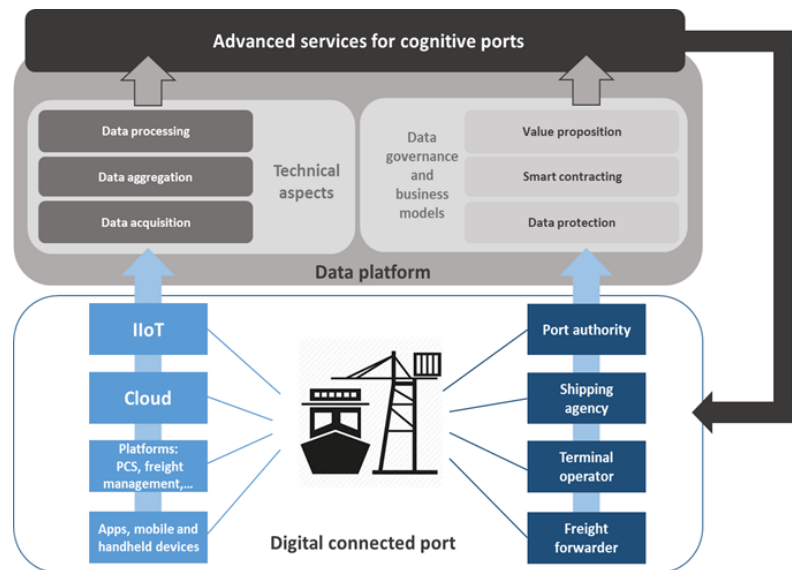 Advanced services for cognitive ports
Data processing
Data aggregation
Data acquisition
Technical
aspects
Data
governance
and
business
models
Value proposition
Smart contracting
Data protection
Data platform
IIoT
Cloud
Platforms:
PCS, freight
management,...
Apps, mobile and
handheld devices
Port authority
Shipping
agency
Terminal
operator
Freight
forwarder
Digital connected port